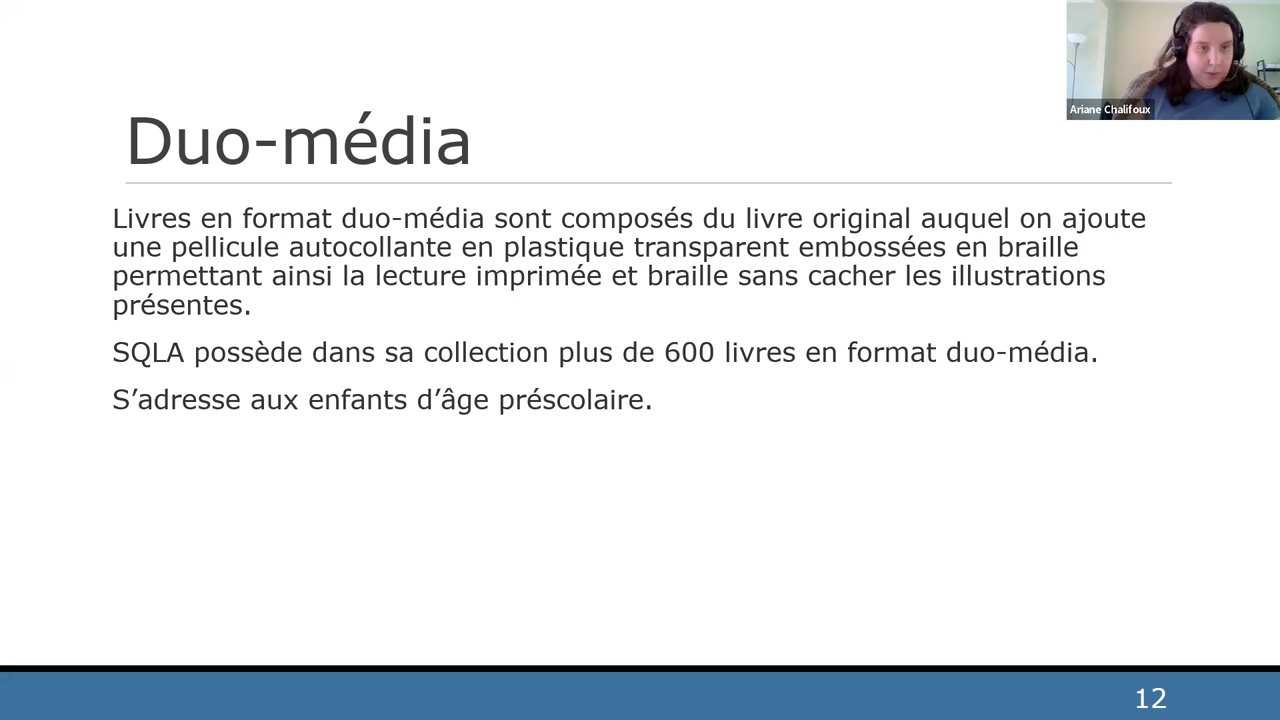 Ariane Chalifoux
Duo-média
Livres en format duo-média sont composés du livre original auquel on ajoute
une pellicule autocollante en plastique transparent embossées en braille
permettant ainsi la lecture imprimée et braille sans cacher les illustrations
présentes.
SQLA possède dans sa collection plus de 600 livres en format duo-média.
S’adresse aux enfants d’âge préscolaire.
12